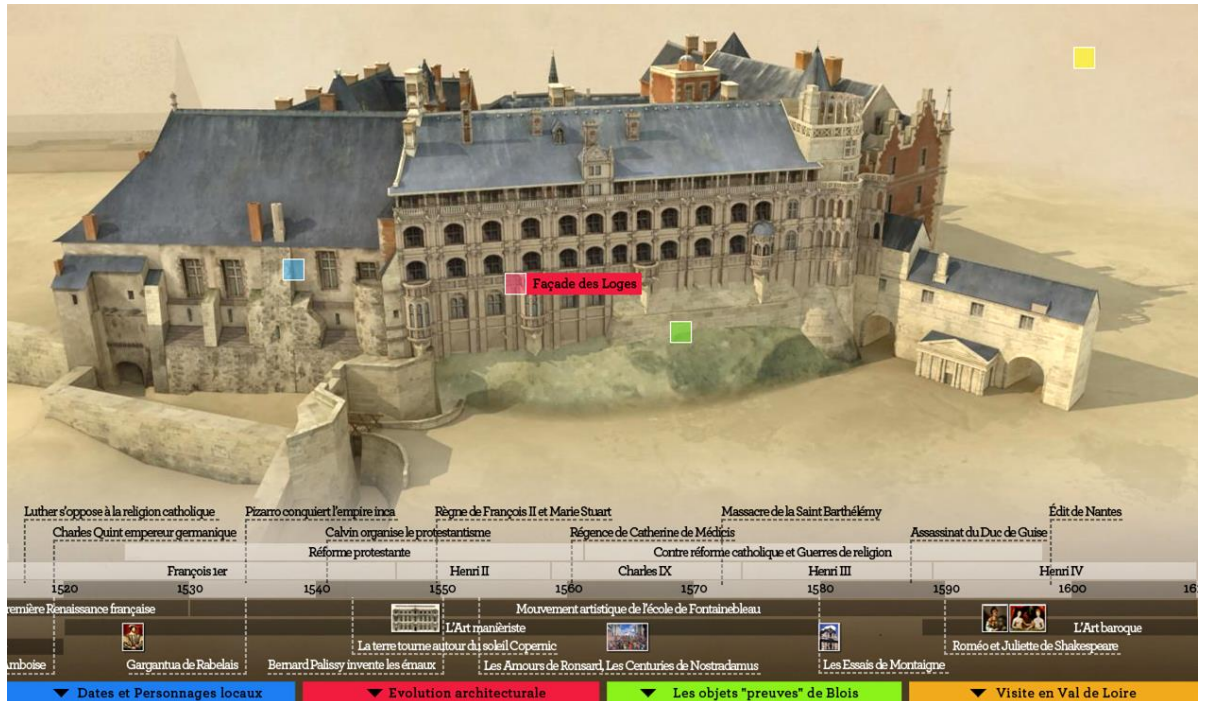 Façade des Loges
Luther s'oppose à la religion catholique
Pizarro conquiert l'empire inca
Règne de François II et Marie Stuart
Massacre de la Saint Barthélémy
Édit de Nantes
Charles Quint empereur germanique
Calvin organise le protestantisme
Régence de Catherine de Médicis
Assassinat du Duc de Guise
Réforme protestante
Contre réforme catholique et Guerres de religion
François 1er
Henri II
Charles IX
Henri III
Henri IV
1520 1530 1540 1550 1560 1570 1580 1590 1600
remière Renaissance française
Mouvement artistique de l'école de Fontainebleau
L'Art manièriste
L'Art baroque
La terre tourne autour du soleil Copernic
Roméo et Juliette de Shakespeare
Amboise
Gargantua de Rabelais
Bernard Palissy invente les émaux
Les Amours de Ronsard, Les Centuries de Nostradamus
Les Essais de Montaigne
Dates et Personnages locaux
Evolution architecturale
Les objets "preuves" de Blois
Visite en Val de Loire